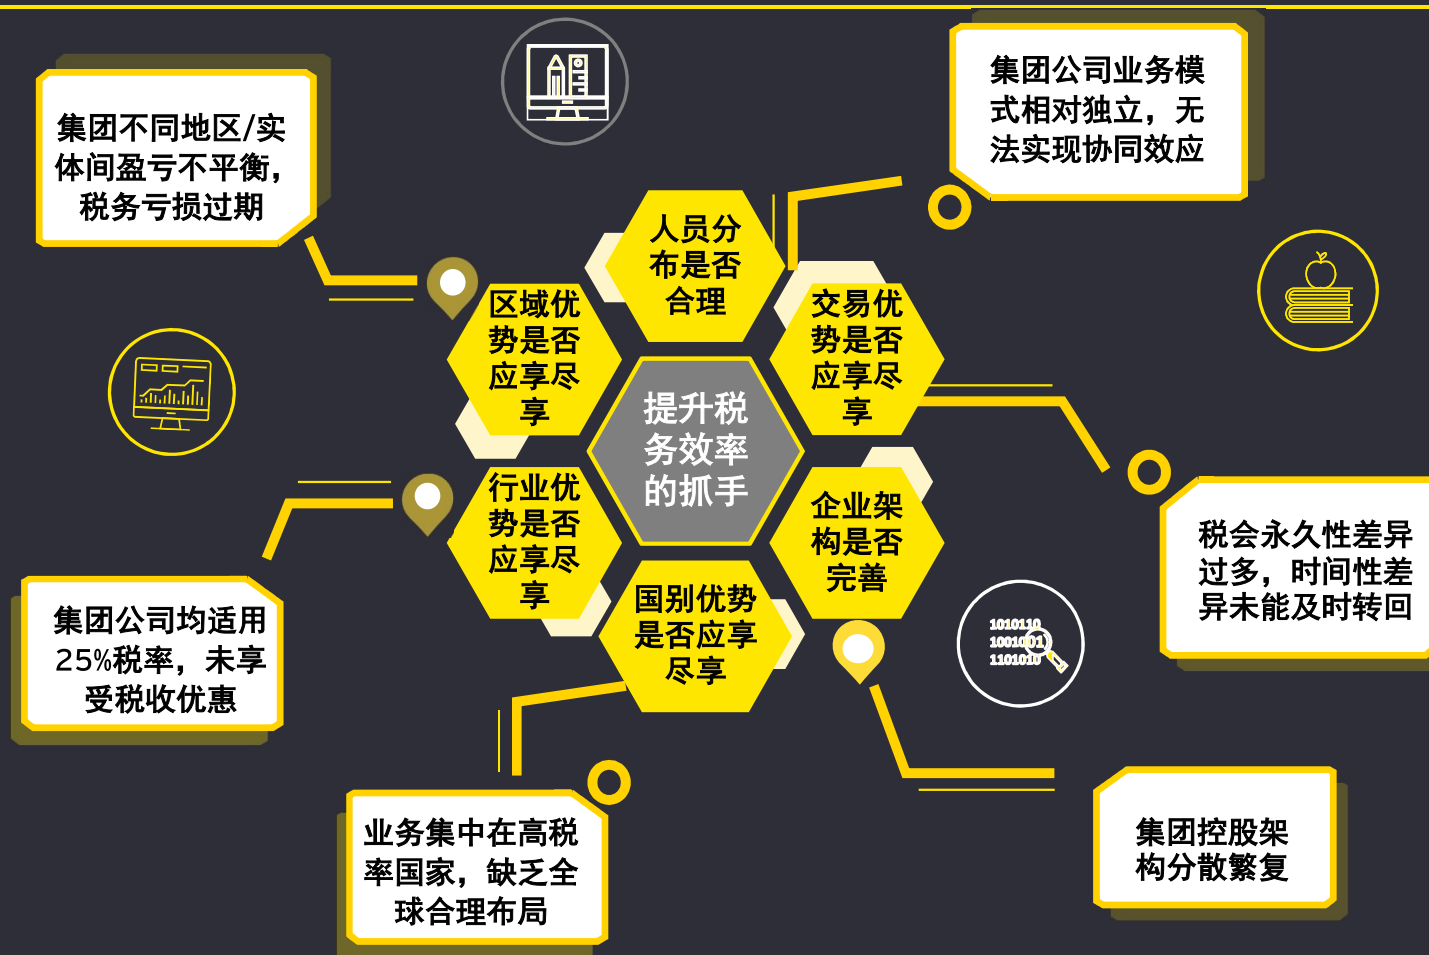 集团不同地区/实
体间盈亏不平衡，
税务亏损过期
集团公司业务模
式相对独立，无
法实现协同效应
人员分
布是否
合理
区域优
势是否
应享尽
享
交易优
势是否
应享尽
享
提升税
务效率
的抓手
行业优
势是否
应享尽
享
企业架
构是否
完善
国别优势
是否应享
尽享
税会永久性差异
过多，时间性差
异未能及时转回
集团公司均适用
25%税率，未享
受税收优惠
1010110
1001001
1101010
业务集中在高税
率国家，缺乏全
球合理布局
集团控股架
构分散繁复